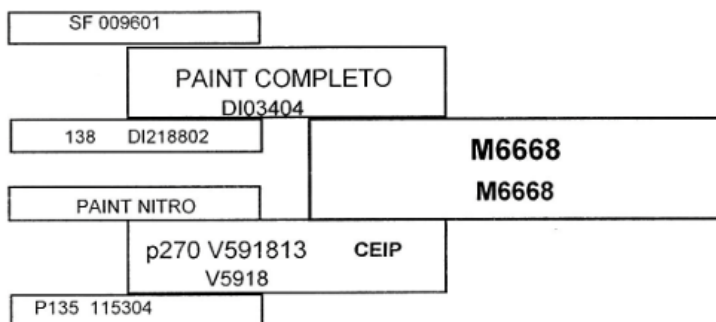 SF 009601
PAINT COMPLETO
DI03404
138 DI218802
M6668
M6668
PAINT NITRO
p270 V591813 CEIP
V5918
P135 115304